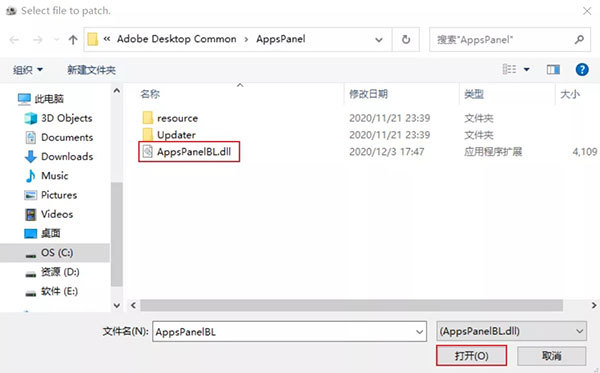 Select file to patch.
« Adobe Desktop Common › AppsPanel
搜索"AppsPanel"
组织 新建文件夹
名称 修改日期 类型 大小
此电脑
3D Objects
Documents
Downloads
Music
Pictures
Videos
桌面
OS (C:)
资源 (D:)
软件 (E:)
resource 2020/11/21 23:39 文件夹
Updater 2020/11/21 23:39 文件夹
AppsPanelBL.dll 2020/12/3 17:47 应用程序扩展 4,109
文件名(N): AppsPanelBL (AppsPanelBL.dll)
打开(O) 取消